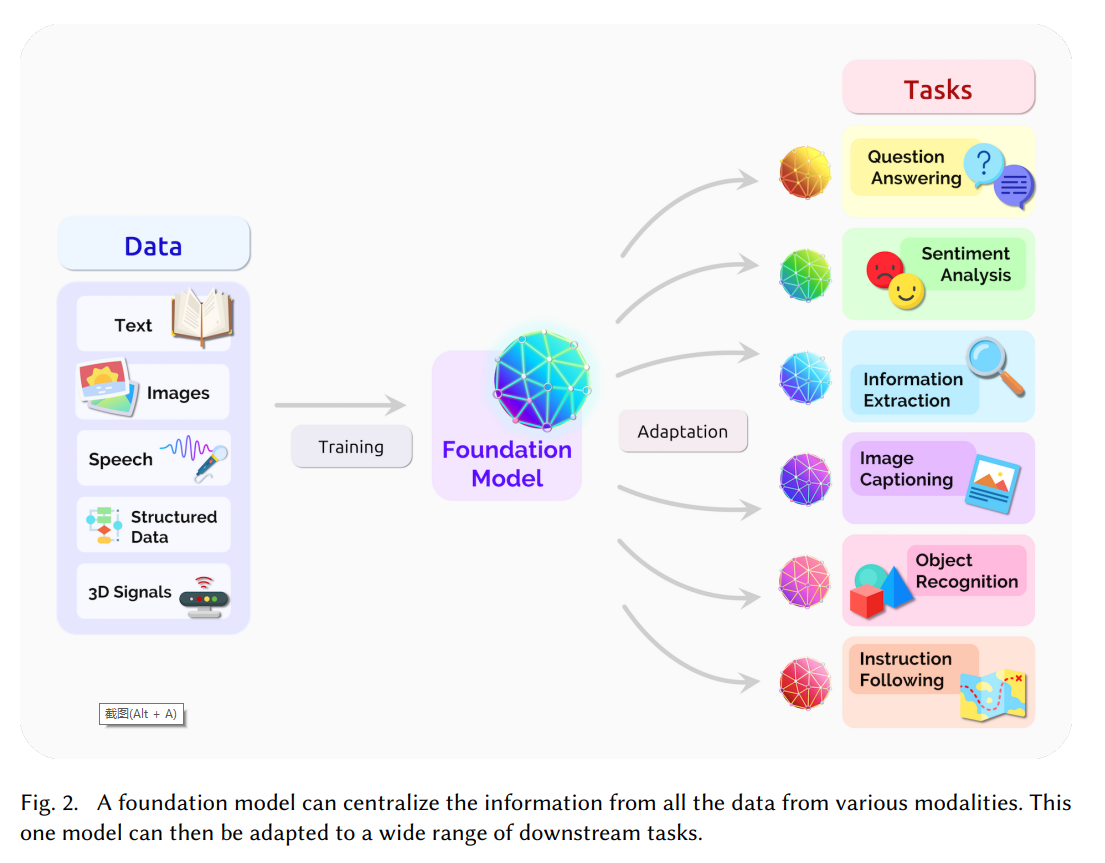 Data
Text
Images
Speech
Structured
Data
3D Signals
Training
Foundation
Model
Adaptation
Tasks
Question
Answering
?
Sentiment
Analysis
Information
Extraction
Image
Captioning
Object
Recognition
Instruction
Following
截图(Alt + A)
Fig. 2. A foundation model can centralize the information from all the data from various modalities. This
one model can then be adapted to a wide range of downstream tasks.